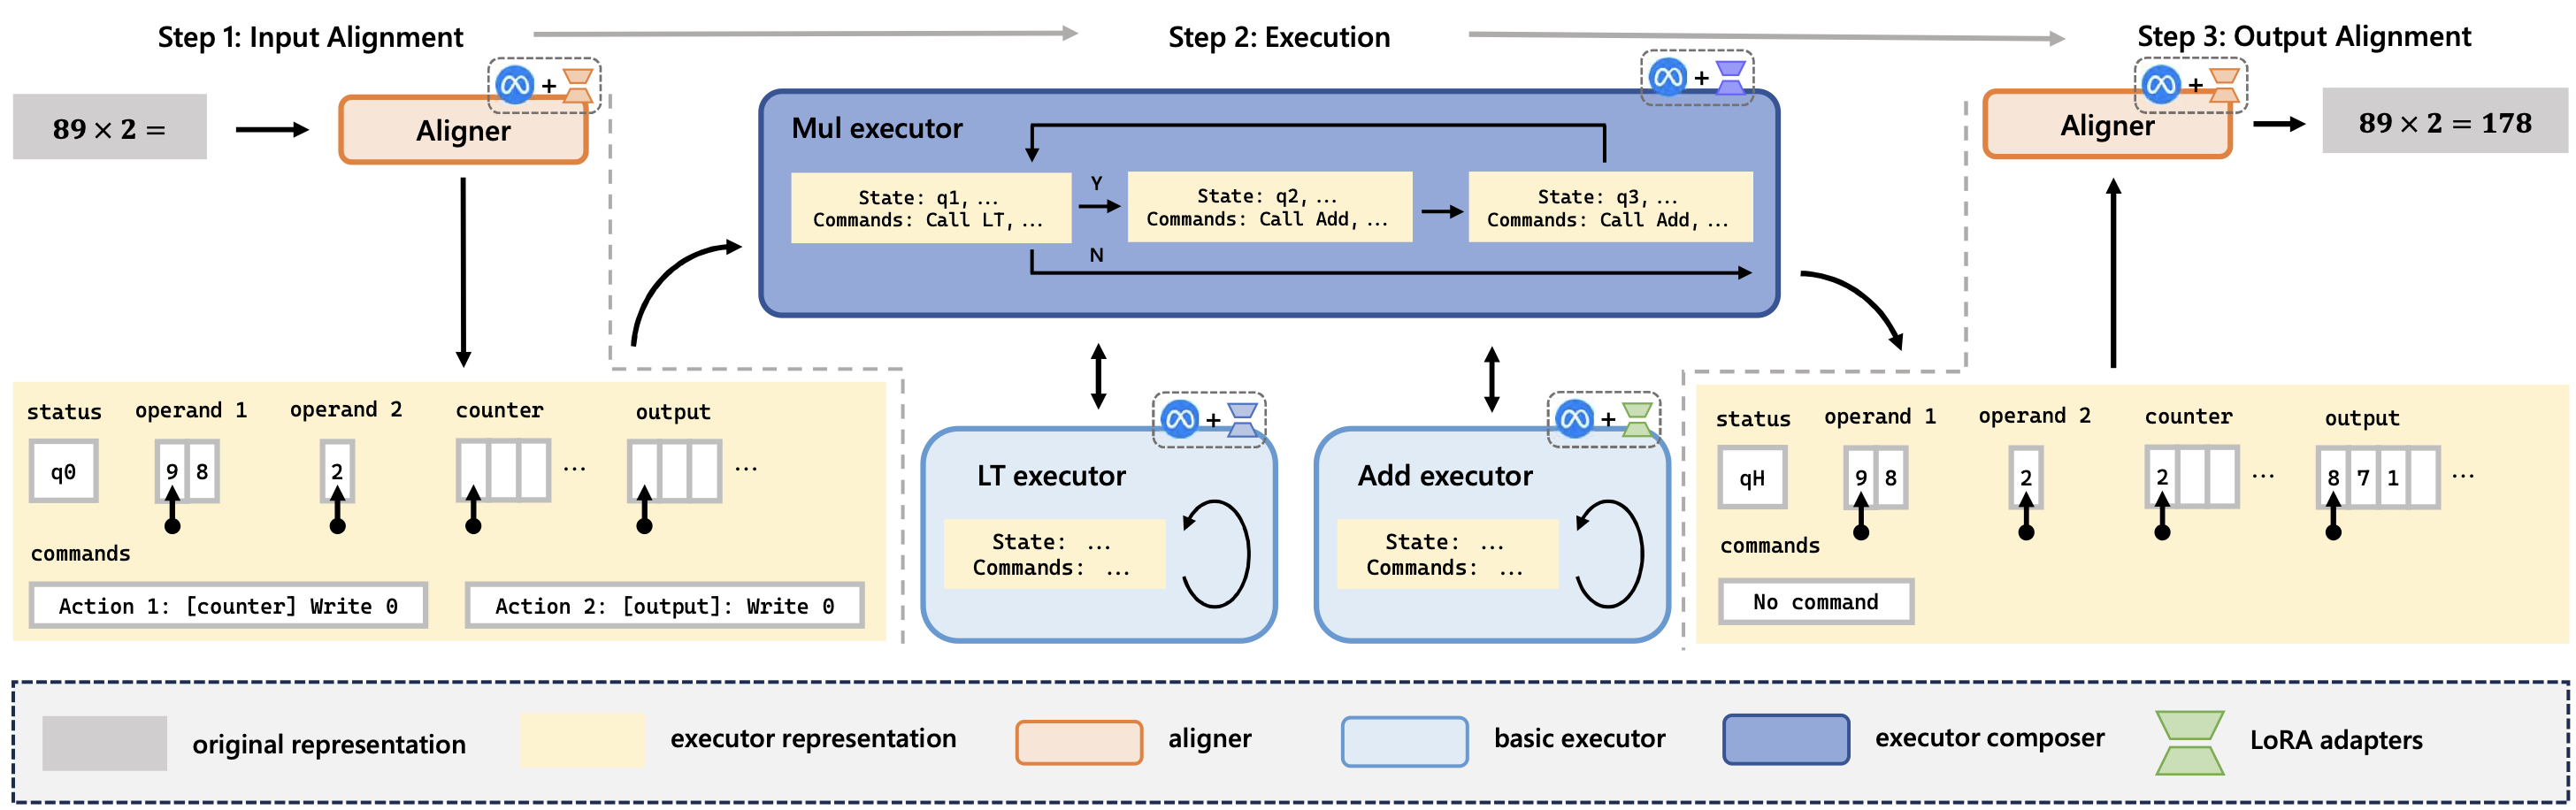 Step 1: Input Alignment
Step 2: Execution
Step 3: Output Alignment
89 × 2 =
+
Aligner
+
Mul executor
State: q1, ...
Commands: Call LT, ...
Y
N
State: q2, ...
Commands: Call Add, ...
State: q3, ...
Commands: Call Add, ...
+
Aligner
89 × 2 = 178
status
operand 1
operand 2
counter
output
q0
9 8
2
...
...
commands
Action 1: [counter] Write 0
Action 2: [output]: Write 0
+
LT executor
State: ...
Commands: ...
+
Add executor
State: ...
Commands: ...
status
operand 1
operand 2
counter
output
qH
9 8
2
2
...
8 7 1
...
commands
No command
original representation
executor representation
aligner
basic executor
executor composer
LoRA adapters